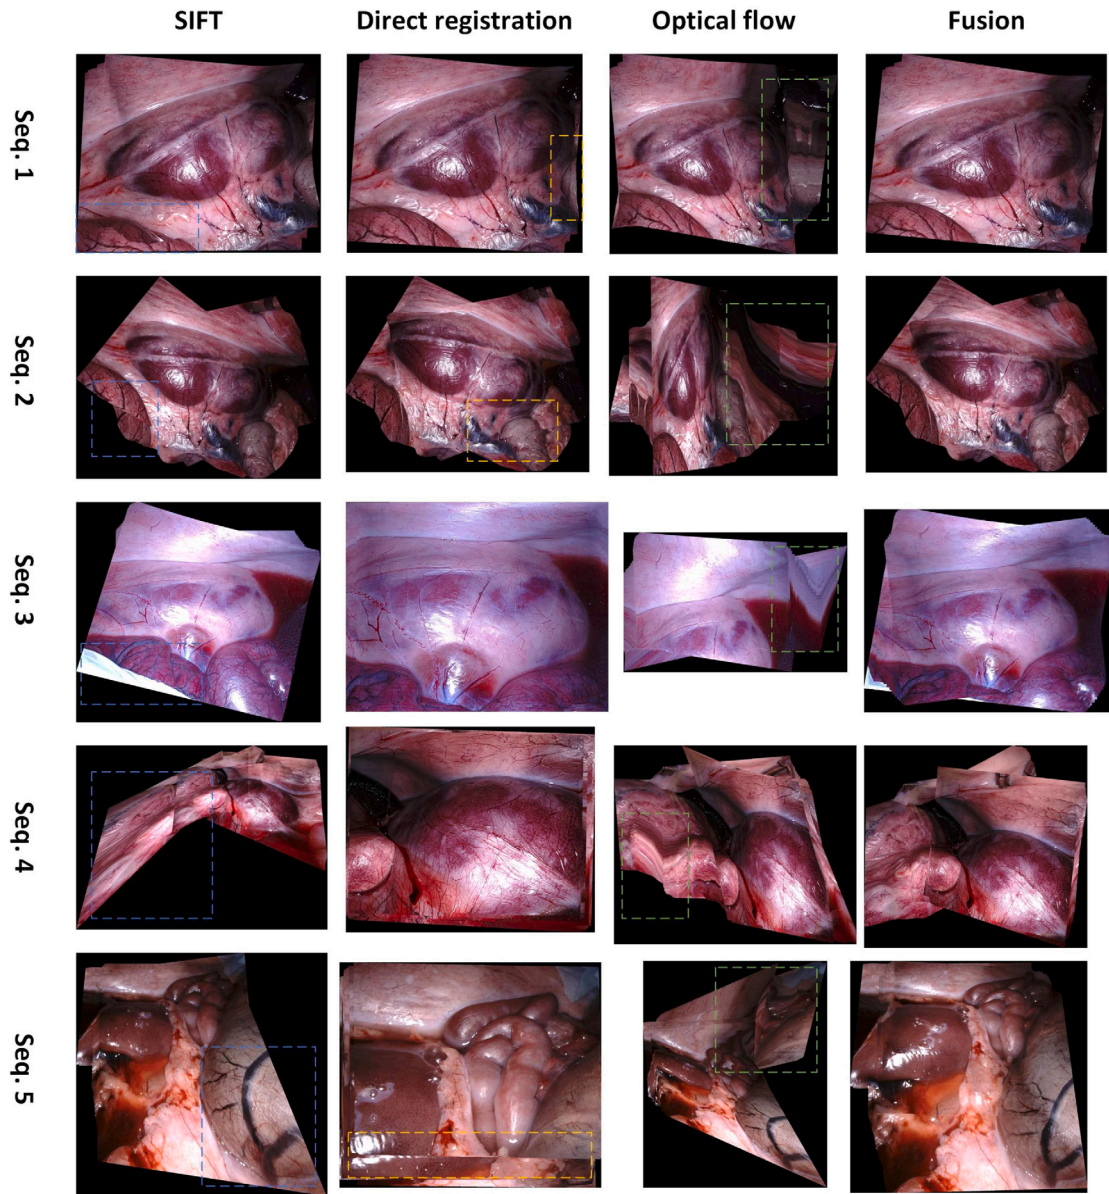 SIFT Direct registration Optical flow Fusion
Seq. 1
Seq. 2
Seq. 3
Seq. 4
Seq. 5